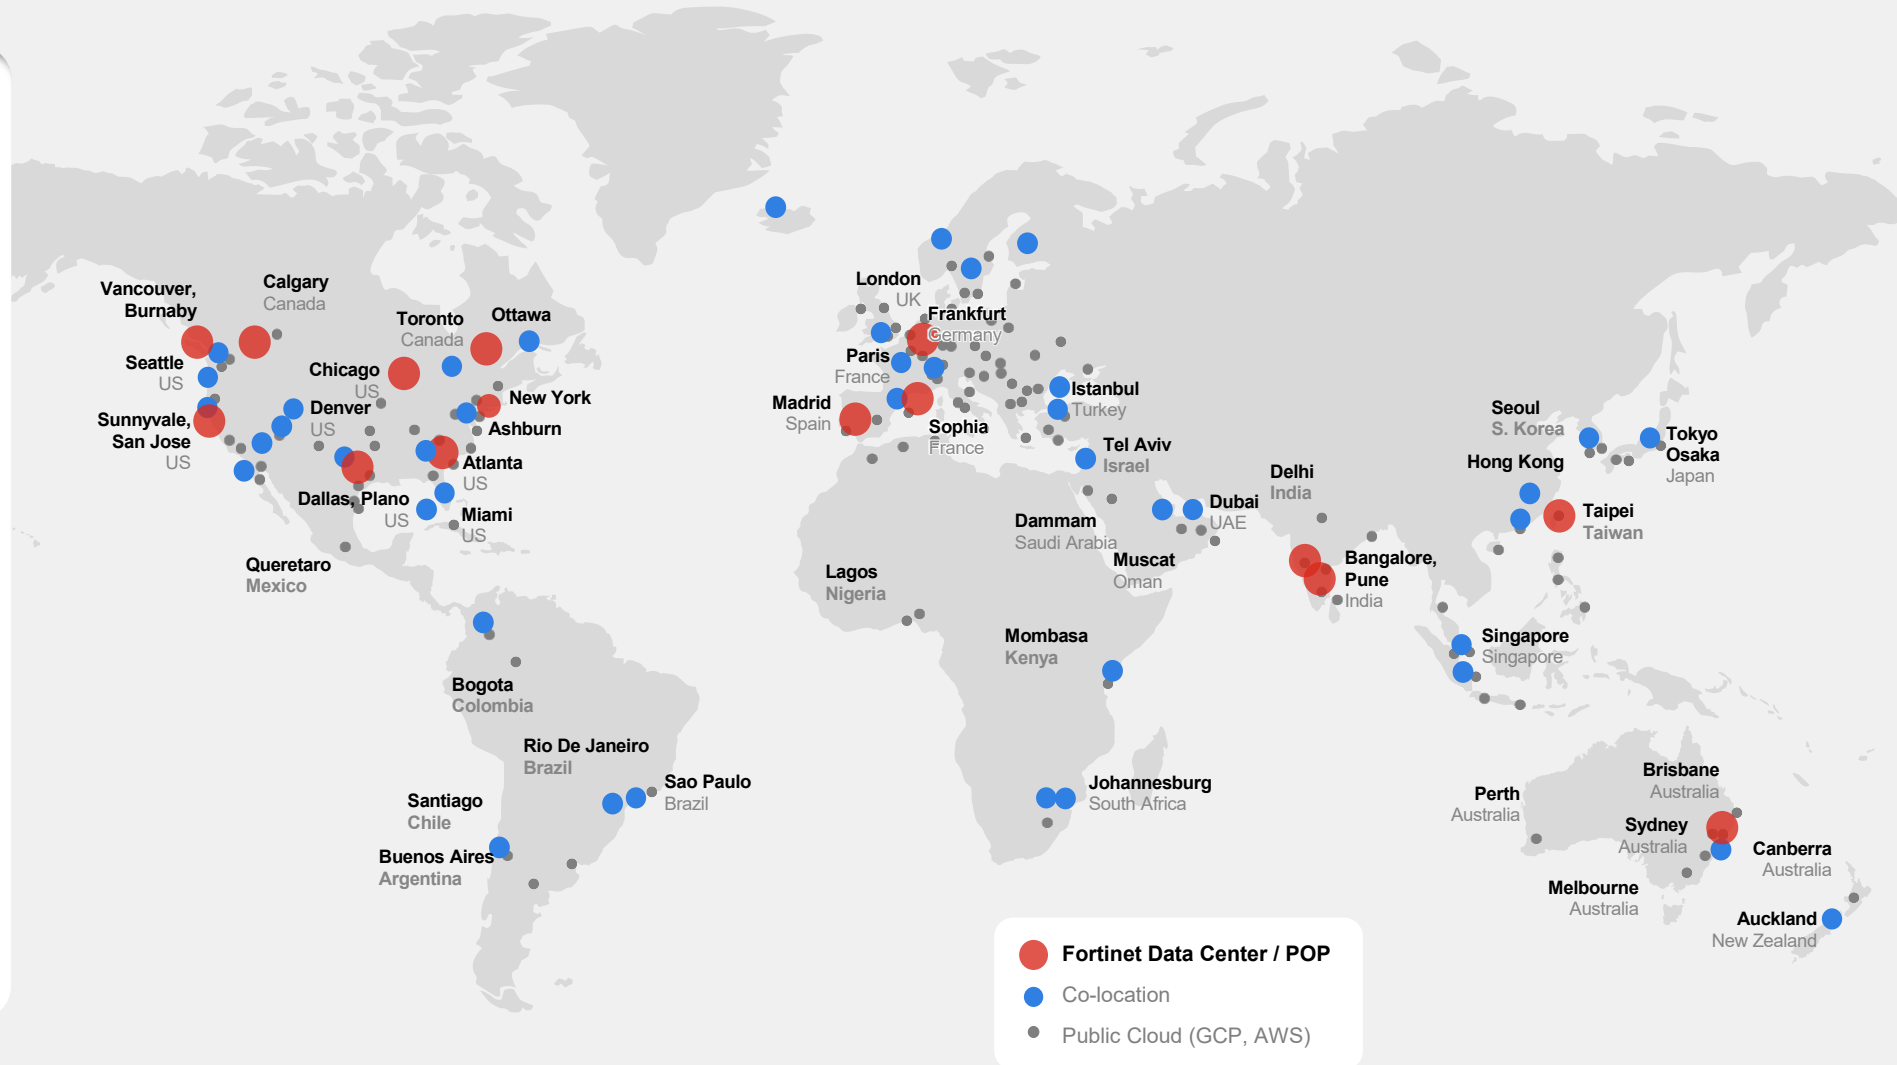 Vancouver,
Burnaby
Calgary
Canada
Seattle
US
Toronto
Canada
Ottawa
Chicago
US
New York
Denver
US
Ashburn
Sunnyvale,
San Jose
US
Atlanta
US
Dallas, Plano
US
Miami
US
Queretaro
Mexico
Bogota
Colombia
Rio De Janeiro
Brazil
Sao Paulo
Brazil
Santiago
Chile
Buenos Aires
Argentina
London
UK
Frankfurt
Germany
Paris
France
Madrid
Spain
Sophia
France
Istanbul
Turkey
Tel Aviv
Israel
Dammam
Saudi Arabia
Dubai
UAE
Muscat
Oman
Lagos
Nigeria
Mombasa
Kenya
Johannesburg
South Africa
Delhi
India
Bangalore,
Pune
India
Seoul
S. Korea
Tokyo
Osaka
Japan
Hong Kong
Taipei
Taiwan
Singapore
Singapore
Perth
Australia
Brisbane
Australia
Sydney
Australia
Canberra
Australia
Melbourne
Australia
Auckland
New Zealand
Fortinet Data Center / POP
Co-location
Public Cloud (GCP, AWS)